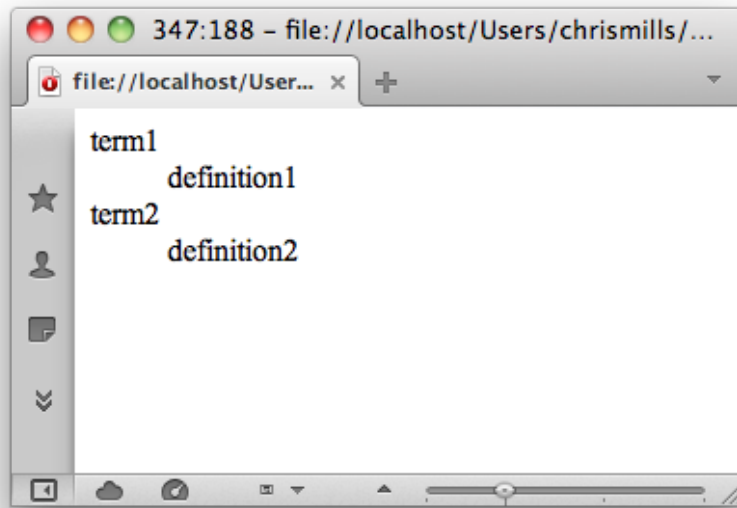 347:188 – file://localhost/Users/chrismills/...
file://localhost/User...
term1
definition1
term2
definition2